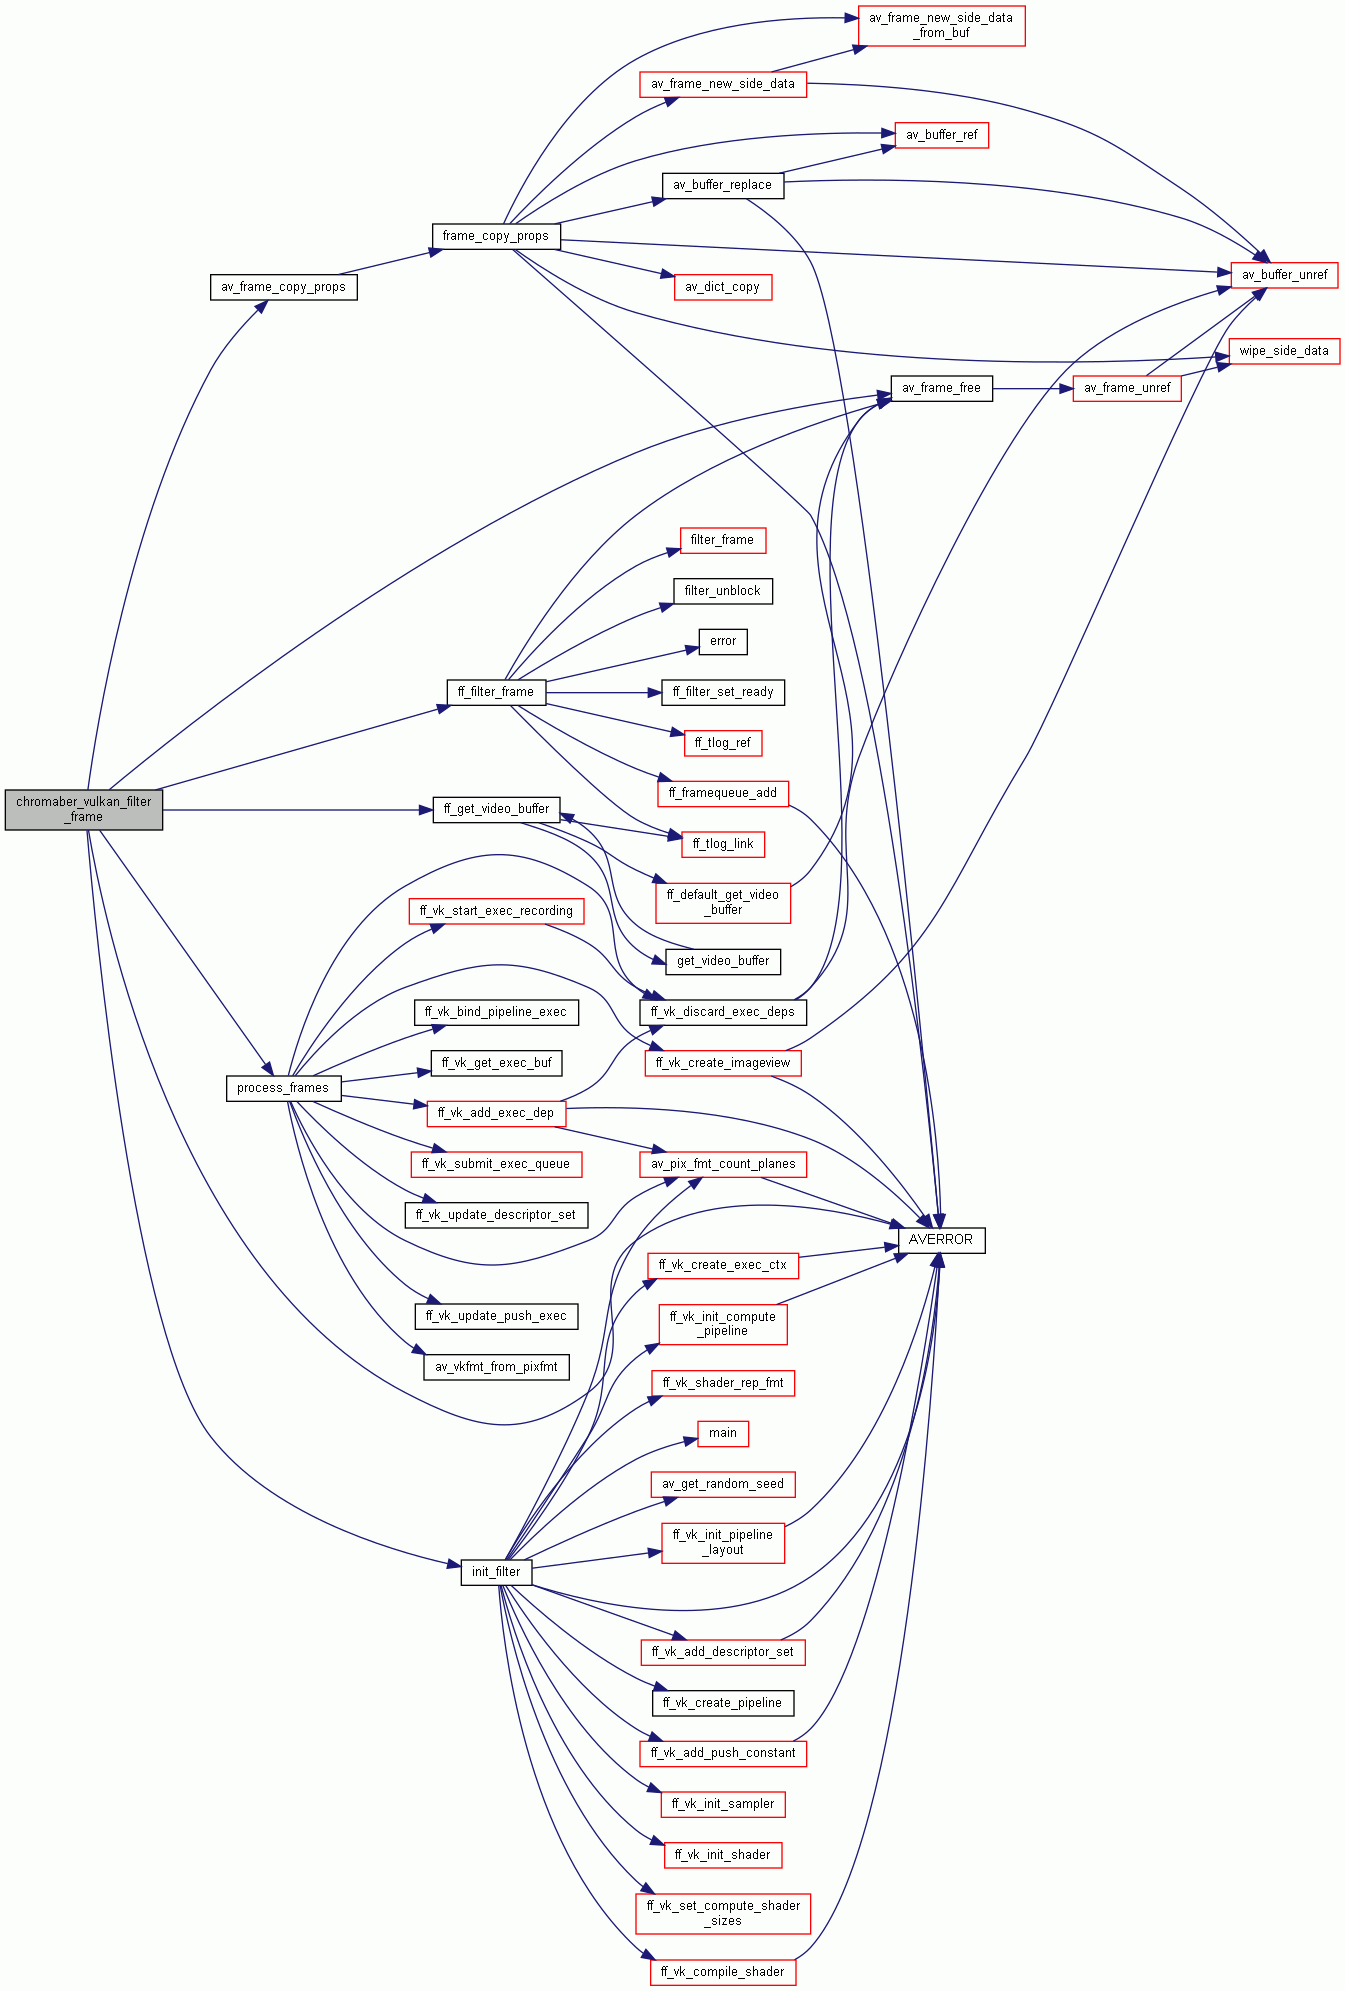 av_frame_new_side_data
_from_buf
av_frame_new_side_data
av_buffer_ref
av_buffer_replace
frame_copy_props
av_buffer_unref
av_frame_copy_props
av_dict_copy
wipe_side_data
av_frame_free
av_frame_unref
filter_frame
filter_unblock
error
ff_filter_frame
ff_filter_set_ready
ff_tlog_ref
ff_framequeue_add
chromaber_vulkan_filter
_frame
ff_get_video_buffer
ff_tlog_link
ff_default_get_video
_buffer
ff_vk_start_exec_recording
get_video_buffer
ff_vk_bind_pipeline_exec
ff_vk_discard_exec_deps
ff_vk_get_exec_buf
ff_vk_create_imageview
process_frames
ff_vk_add_exec_dep
ff_vk_submit_exec_queue
av_pix_fmt_count_planes
ff_vk_update_descriptor_set
AVERROR
ff_vk_create_exec_ctx
ff_vk_update_push_exec
ff_vk_init_compute
_pipeline
av_vkfmt_from_pixfmt
ff_vk_shader_rep_fmt
main
av_get_random_seed
ff_vk_init_pipeline
_layout
init_filter
ff_vk_add_descriptor_set
ff_vk_create_pipeline
ff_vk_add_push_constant
ff_vk_init_sampler
ff_vk_init_shader
ff_vk_set_compute_shader
_sizes
ff_vk_compile_shader